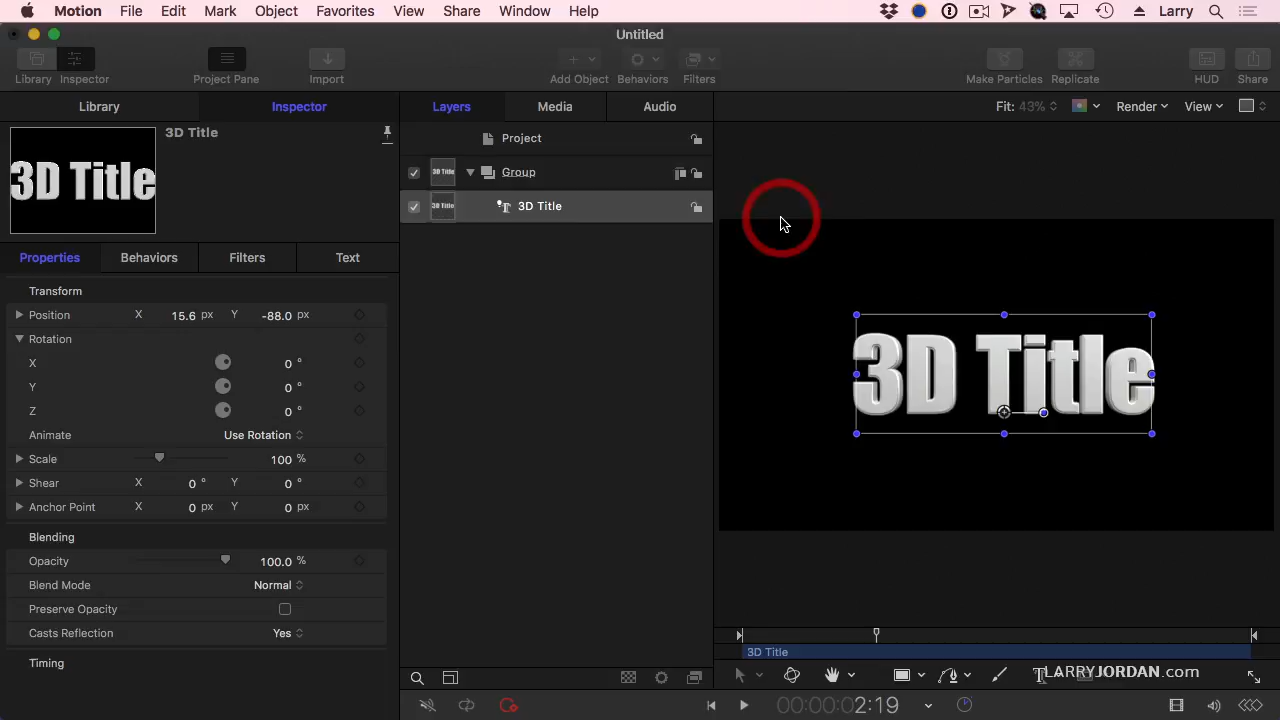 Motion File Edit Mark Object Favorites View Share Window Help Larry
Untitled
Library Inspector Project Pane Import Add Object Behaviors Filters Make Particles Replicate HUD Share
Library Inspector Layers Media Audio Fit: 43% Render View
3D Title
3D Title
Project
Group
3D Title
3D Title
3D Title
Properties Behaviors Filters Text
Transform
Position X 15.6 px Y -88.0 px
Rotation
X 0 °
Y 0 °
Z 0 °
Animate Use Rotation
Scale 100 %
Shear X 0 ° Y 0 °
Anchor Point X 0 px Y 0 px
Blending
Opacity 100.0 %
Blend Mode Normal
Preserve Opacity
Casts Reflection Yes
Timing
3D Title
3D Title
LARRYJORDAN.com
T
00:00:02:19